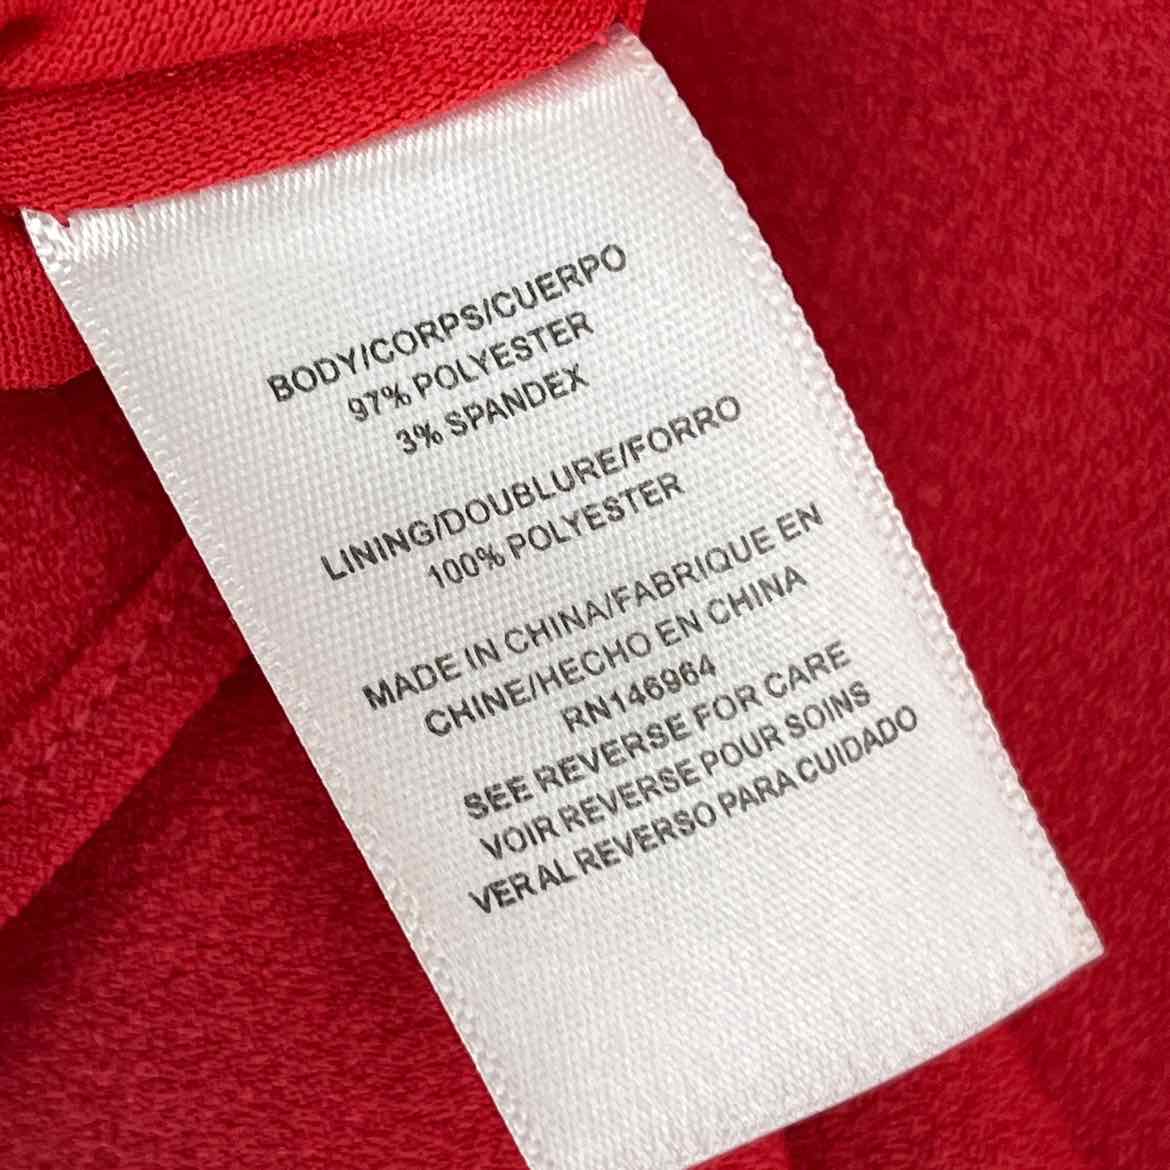 BODY/CORPS/CUERPO
97% POLYESTER
3% SPANDEX
LINING/DOUBLURE/FORRO
100% POLYESTER
MADE IN CHINA/FABRIQUE EN
CHINE/HECHO EN CHINA
RN146964
SEE REVERSE FOR CARE
VOIR REVERSE POUR SOINS
VER AL REVERSO PARA CUIDADO